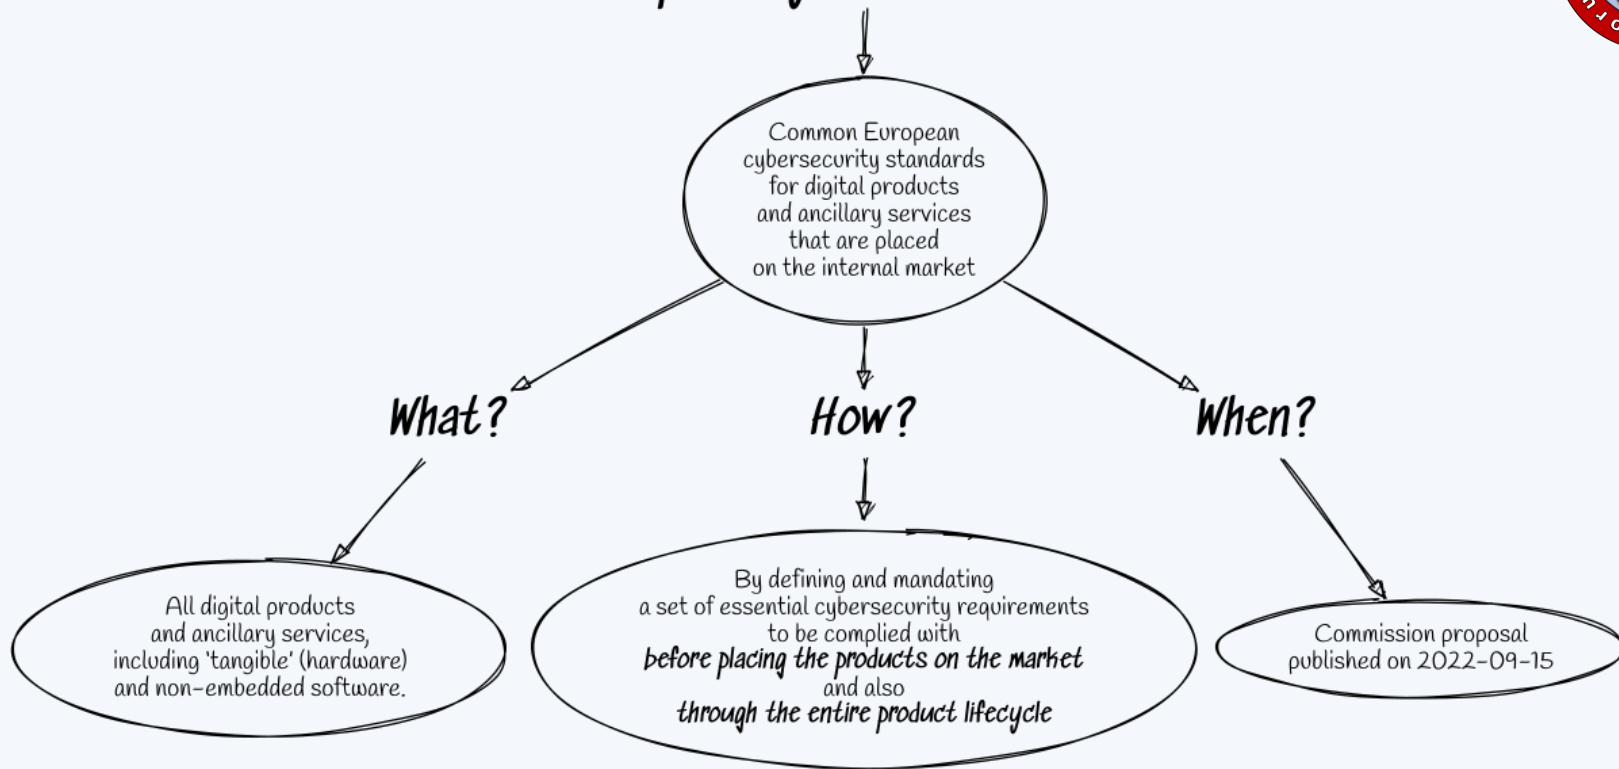 Common European
cybersecurity standards
for digital products
and ancillary services
that are placed
on the internal market
What?
How?
When?
All digital products
and ancillary services,
including 'tangible' (hardware)
and non-embedded software.
By defining and mandating
a set of essential cybersecurity requirements
to be complied with
before placing the products on the market
and also
through the entire product lifecycle
Commission proposal
published on 2022-09-15